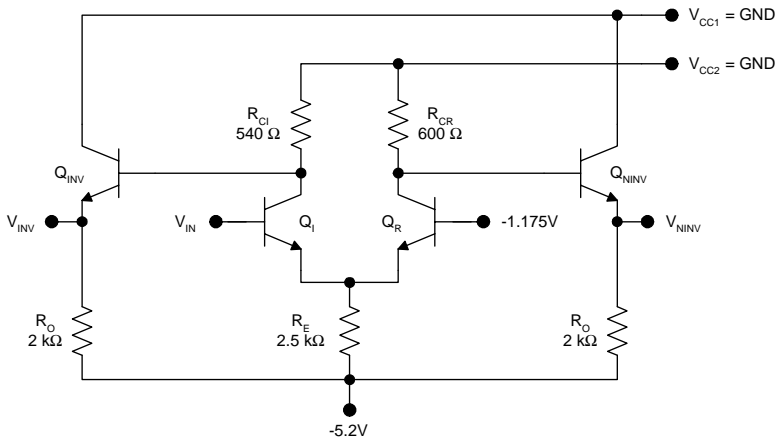 V_CC1 = GND
V_CC2 = GND
R_CI
540 Ω
R_CR
600 Ω
Q_INV
Q_NINV
V_INV
V_IN
Q_I
Q_R
-1.175V
V_NINV
R_O
2 kΩ
R_E
2.5 kΩ
R_O
2 kΩ
-5.2V